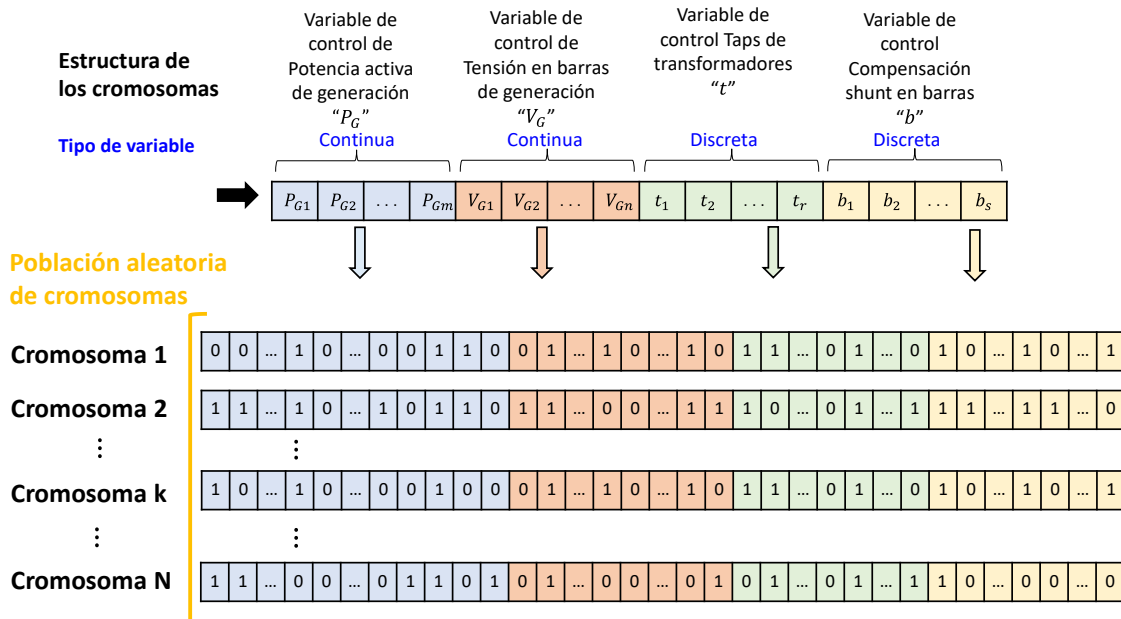 Estructura de
los cromosomas
Tipo de variable
Variable de
control de
Potencia activa
de generación
“P_G”
Continua
Variable de
control de
Tensión en barras
de generación
“V_G”
Continua
Variable de
control Taps de
transformadores
“t”
Discreta
Variable de
control
Compensación
shunt en barras
“b”
Discreta
P_G1 P_G2 ... P_Gm V_G1 V_G2 ... V_Gn t_1 t_2 ... t_r b_1 b_2 ... b_s
Población aleatoria
de cromosomas
Cromosoma 1 0 0 ... 1 0 ... 0 0 1 1 0 0 1 ... 1 0 ... 1 0 1 1 ... 0 1 ... 0 1 0 ... 1 0 ... 1
Cromosoma 2 1 1 ... 1 0 ... 1 0 1 1 0 1 1 ... 0 0 ... 1 1 1 0 ... 0 1 ... 1 1 1 ... 1 1 ... 0
⋮ ⋮
Cromosoma k 1 0 ... 1 0 ... 0 0 1 0 0 0 1 ... 1 0 ... 1 0 1 1 ... 0 1 ... 0 1 0 ... 1 0 ... 1
⋮ ⋮
Cromosoma N 1 1 ... 0 0 ... 0 1 1 0 1 0 1 ... 0 0 ... 0 1 0 1 ... 0 1 ... 1 1 0 ... 0 0 ... 0